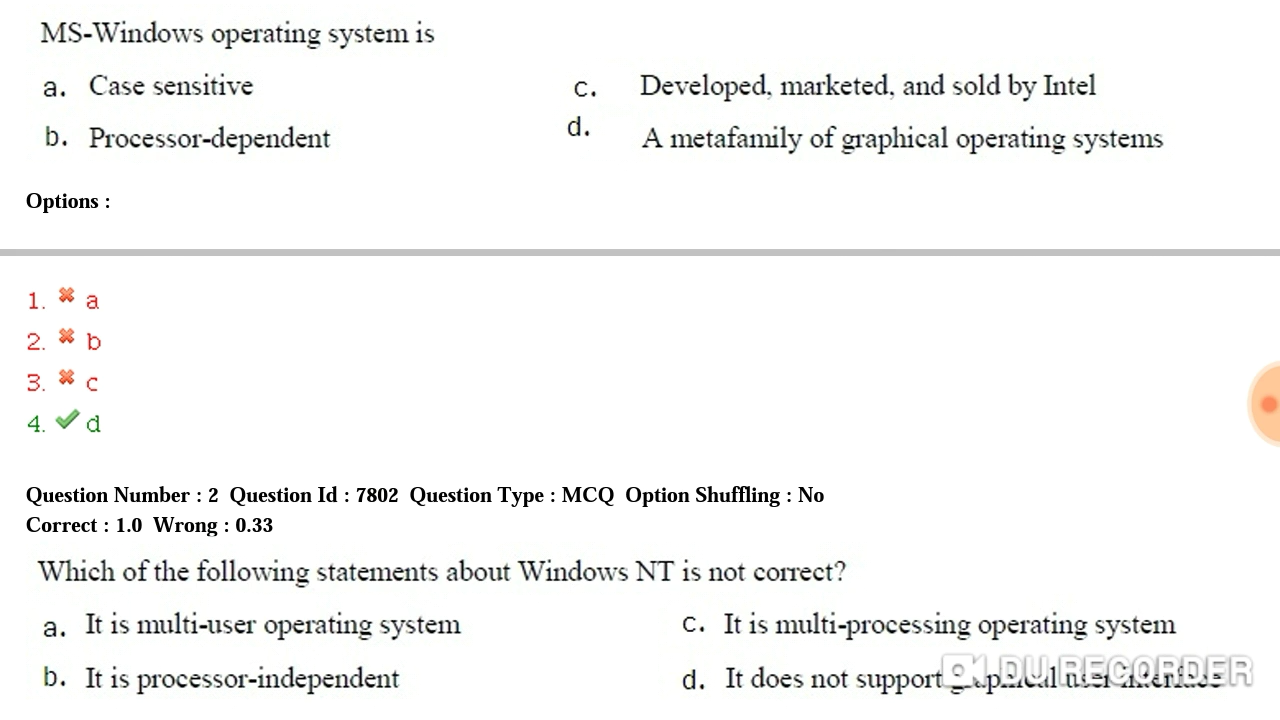 MS-Windows operating system is
a. Case sensitive
c. Developed, marketed, and sold by Intel
b. Processor-dependent
d. A metafamily of graphical operating systems
Options :
1. a
2. b
3. c
4. d
Question Number : 2 Question Id : 7802 Question Type : MCQ Option Shuffling : No
Correct : 1.0 Wrong : 0.33
Which of the following statements about Windows NT is not correct?
a. It is multi-user operating system
c. It is multi-processing operating system
b. It is processor-independent
d. It does not support graphical user interface
DU RECORDER